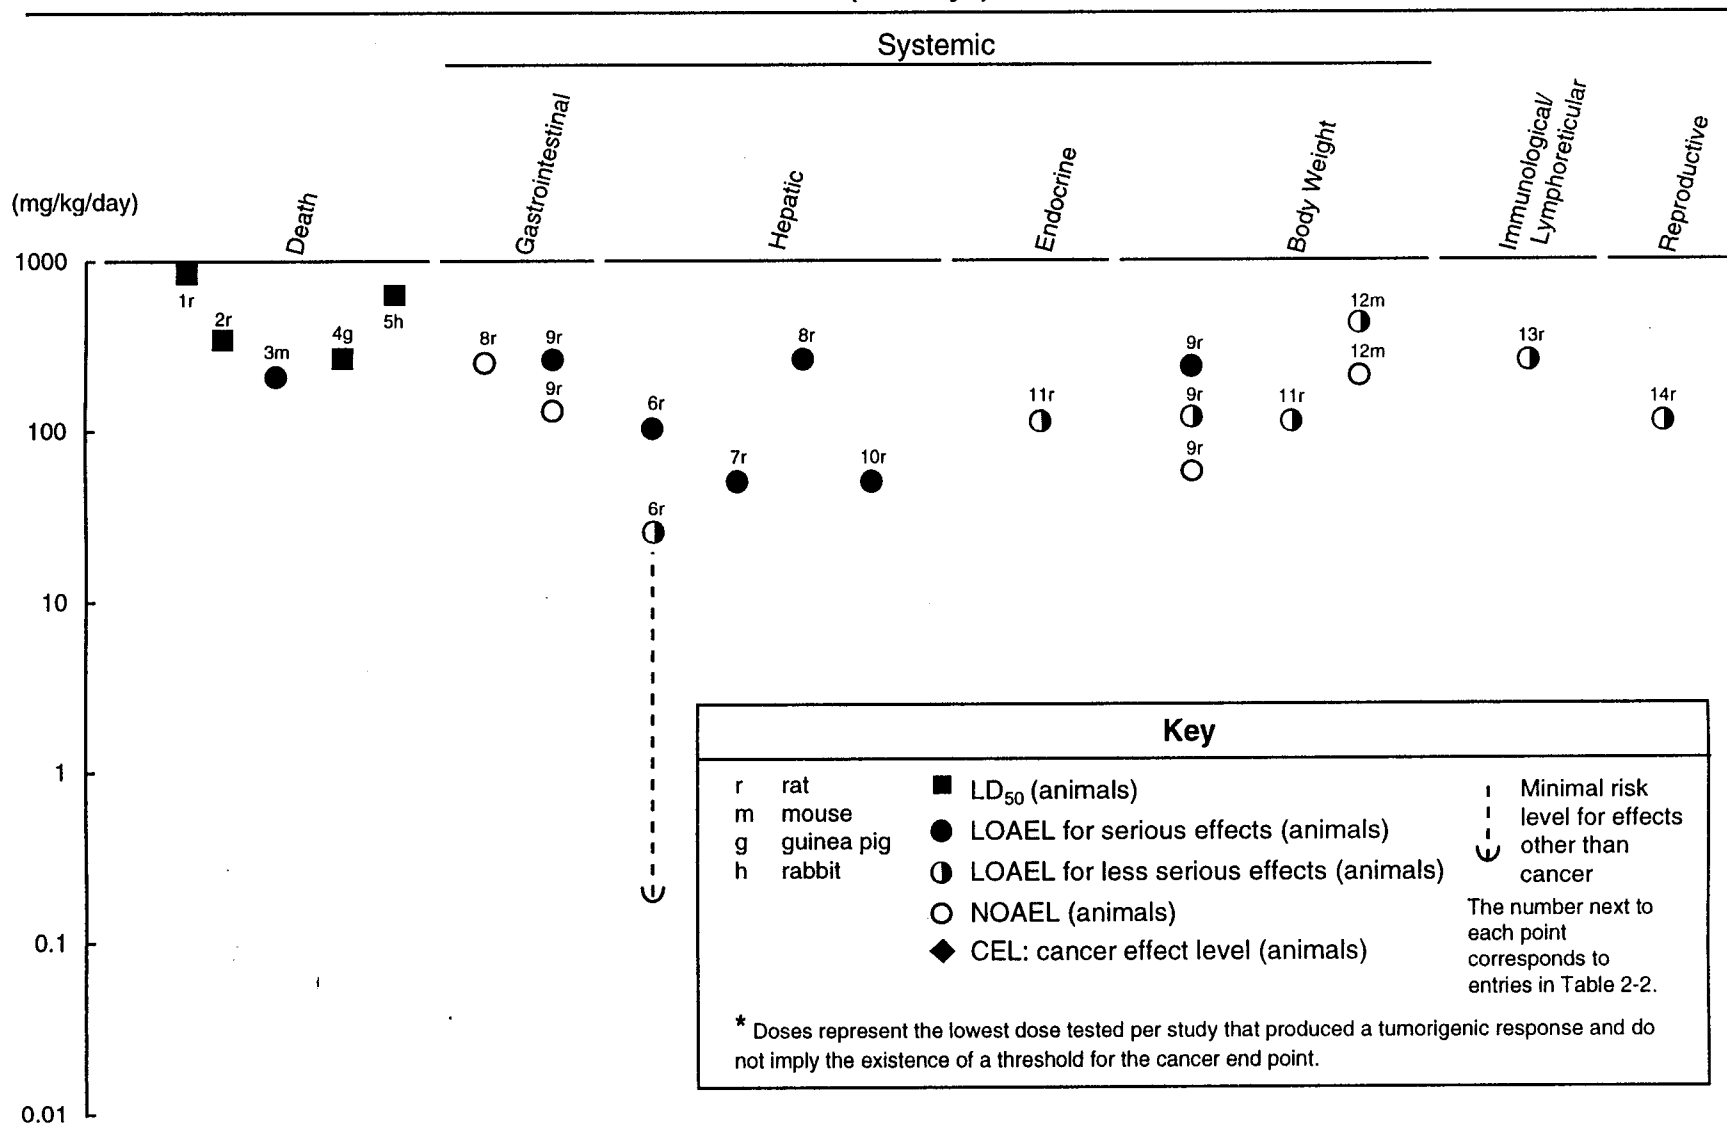 Systemic
(mg/kg/day)
Death
Gastrointestinal
Hepatic
Endocrine
Body Weight
Immunological/
Lymphoreticular
Reproductive
1000
1r
2r
3m
4g
5h
8r
9r
9r
6r
6r
7r
8r
10r
11r
9r
9r
9r
11r
12m
12m
13r
14r
100
10
1
0.1
0.01
Key
r rat
m mouse
g guinea pig
h rabbit
LD50 (animals)
LOAEL for serious effects (animals)
LOAEL for less serious effects (animals)
NOAEL (animals)
CEL: cancer effect level (animals)
Minimal risk
level for effects
other than
cancer
The number next to
each point
corresponds to
entries in Table 2-2.
* Doses represent the lowest dose tested per study that produced a tumorigenic response and do
not imply the existence of a threshold for the cancer end point.